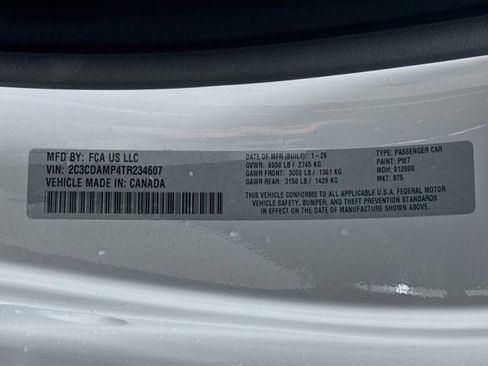 MFD BY: FCA US LLC
VIN: 2C3CDAMP4TR234607
VEHICLE MADE IN: CANADA
DATE OF MFR (BUILT) 1-26
GVWR: 6050 LB / 2745 KG
GAWR FRONT: 3000 LB / 1361 KG
GAWR REAR: 3150 LB / 1429 KG
TYPE: PASSENGER CAR
PAINT: PW7
MDH: 012000
MKT: B75
THIS VEHICLE CONFORMS TO ALL APPLICABLE U.S.A. FEDERAL MOTOR
VEHICLE SAFETY, BUMPER, AND THEFT PREVENTION STANDARDS
IN EFFECT ON THE DATE OF MANUFACTURE SHOWN ABOVE.